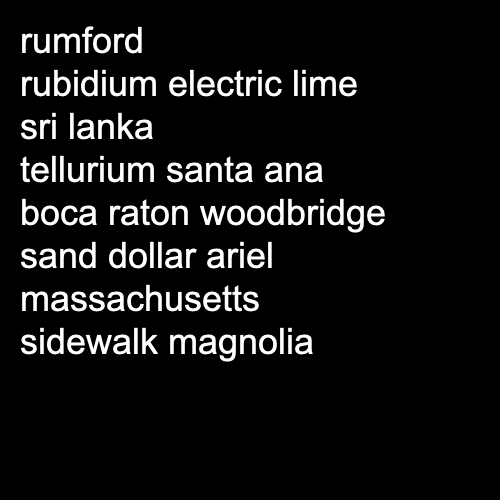 rumford
rubidium electric lime
sri lanka
tellurium santa ana
boca raton woodbridge
sand dollar ariel
massachusetts
sidewalk magnolia